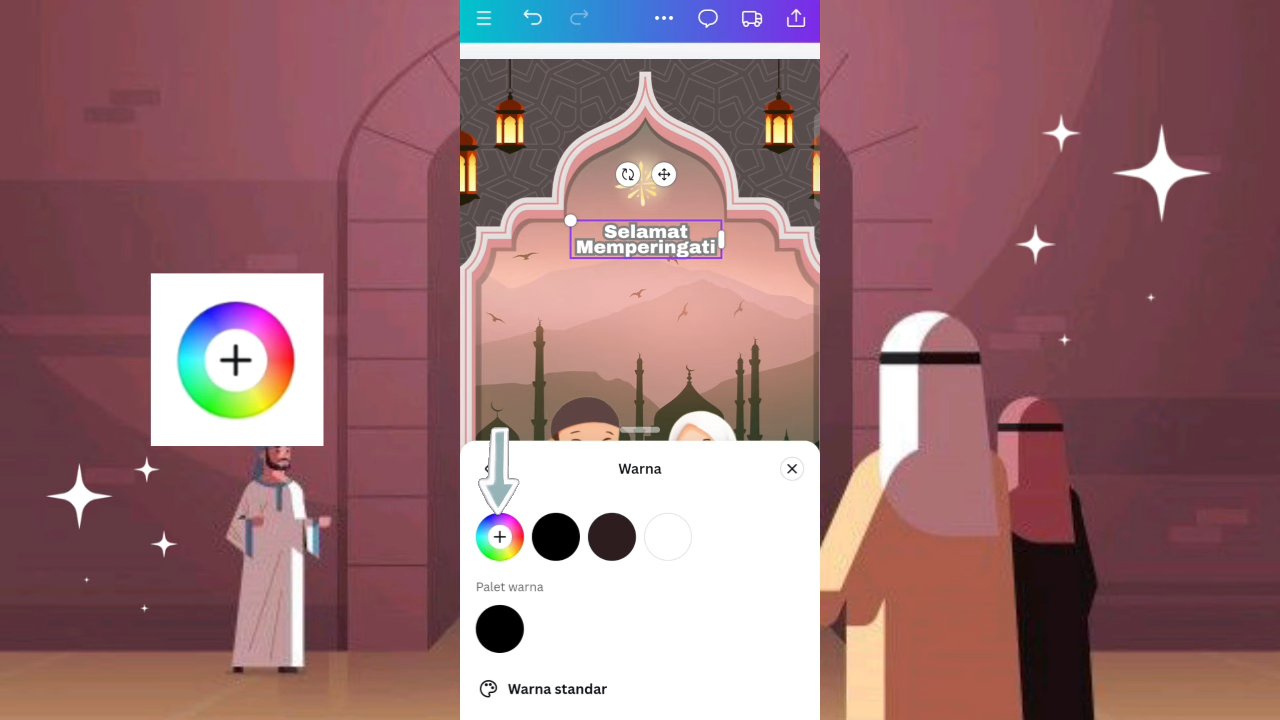 Selamat
Memperingati
Warna
Palet warna
Warna standar